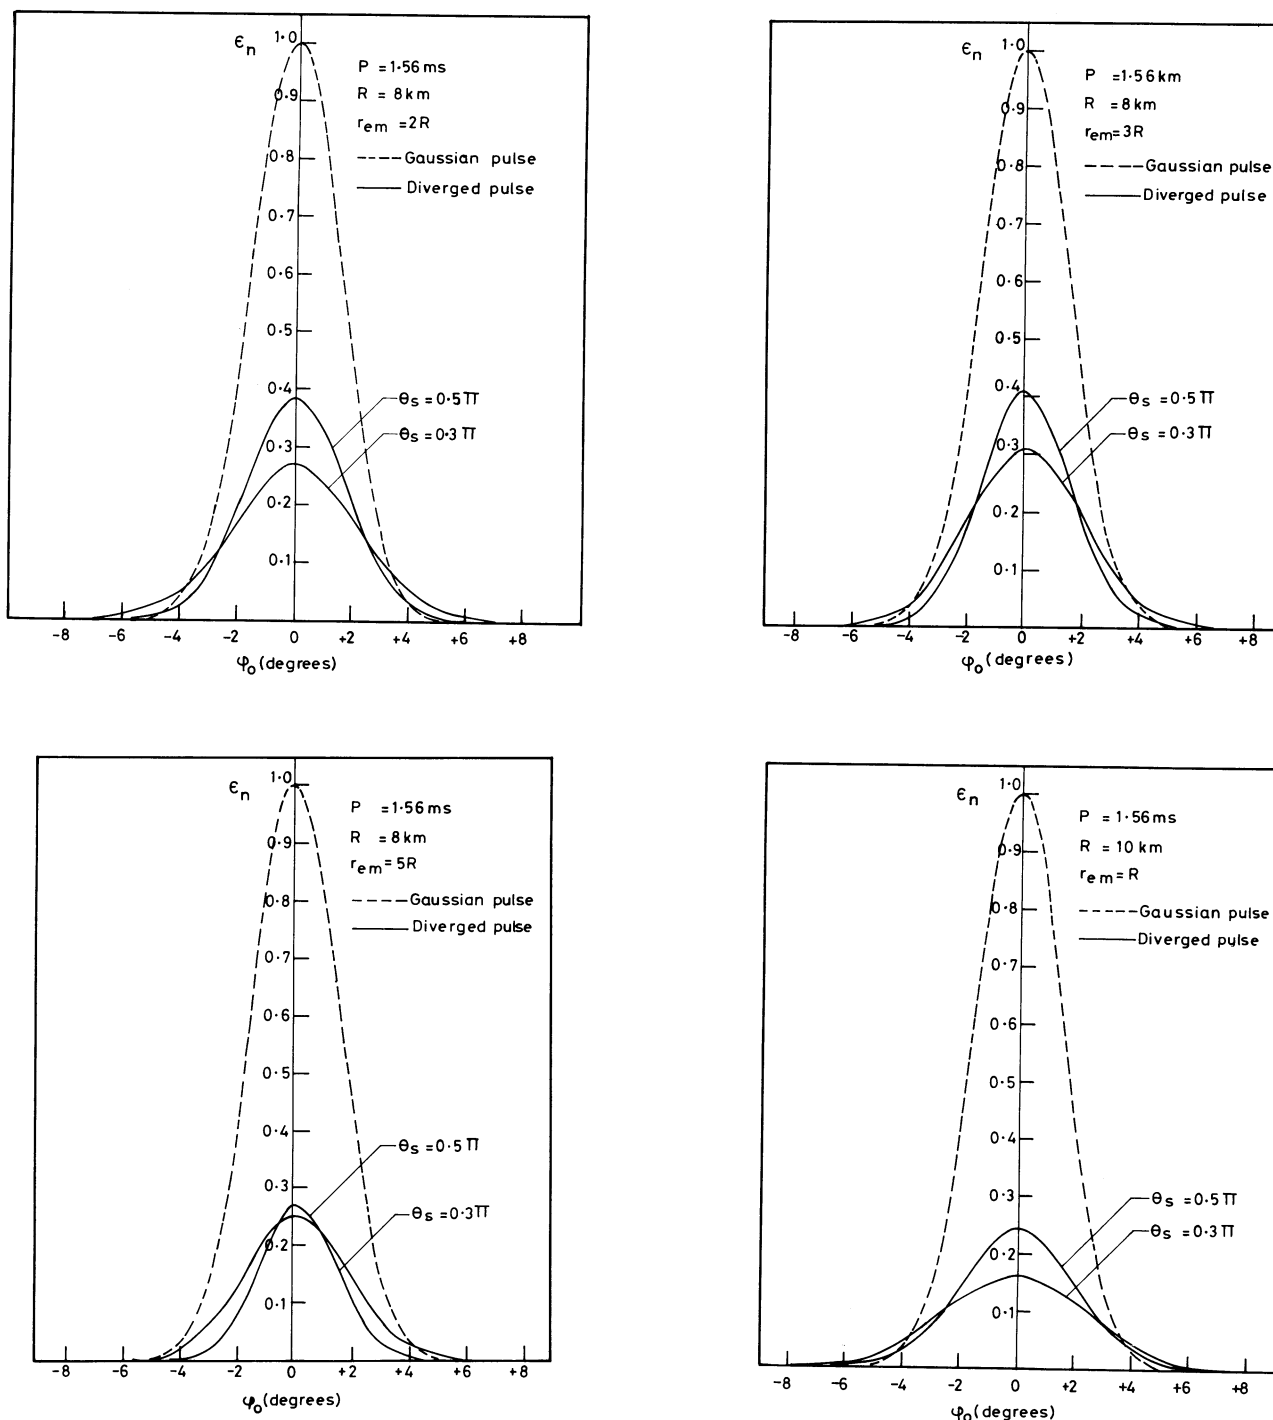 ϵn
1.0
0.9
0.8
0.7
0.6
0.5
0.4
0.3
0.2
0.1
P = 1.56 ms
R = 8 km
rem = 2R
Gaussian pulse
Diverged pulse
θs = 0.5 π
θs = 0.3 π
-8 -6 -4 -2 0 +2 +4 +6 +8
φo (degrees)
ϵn
1.0
0.9
0.8
0.7
0.6
0.5
0.4
0.3
0.2
0.1
P = 1.56 km
R = 8 km
rem = 3R
Gaussian pulse
Diverged pulse
θs = 0.5 π
θs = 0.3 π
-8 -6 -4 -2 0 +2 +4 +6 +8
φo (degrees)
ϵn
1.0
0.9
0.8
0.7
0.6
0.5
0.4
0.3
0.2
0.1
P = 1.56 ms
R = 8 km
rem = 5R
Gaussian pulse
Diverged pulse
θs = 0.5 π
θs = 0.3 π
-8 -6 -4 -2 0 +2 +4 +6 +8
φo (degrees)
ϵn
1.0
0.9
0.8
0.7
0.6
0.5
0.4
0.3
0.2
0.1
P = 1.56 ms
R = 10 km
rem = R
Gaussian pulse
Diverged pulse
θs = 0.5 π
θs = 0.3 π
-8 -6 -4 -2 0 +2 +4 +6 +8
φo (degrees)